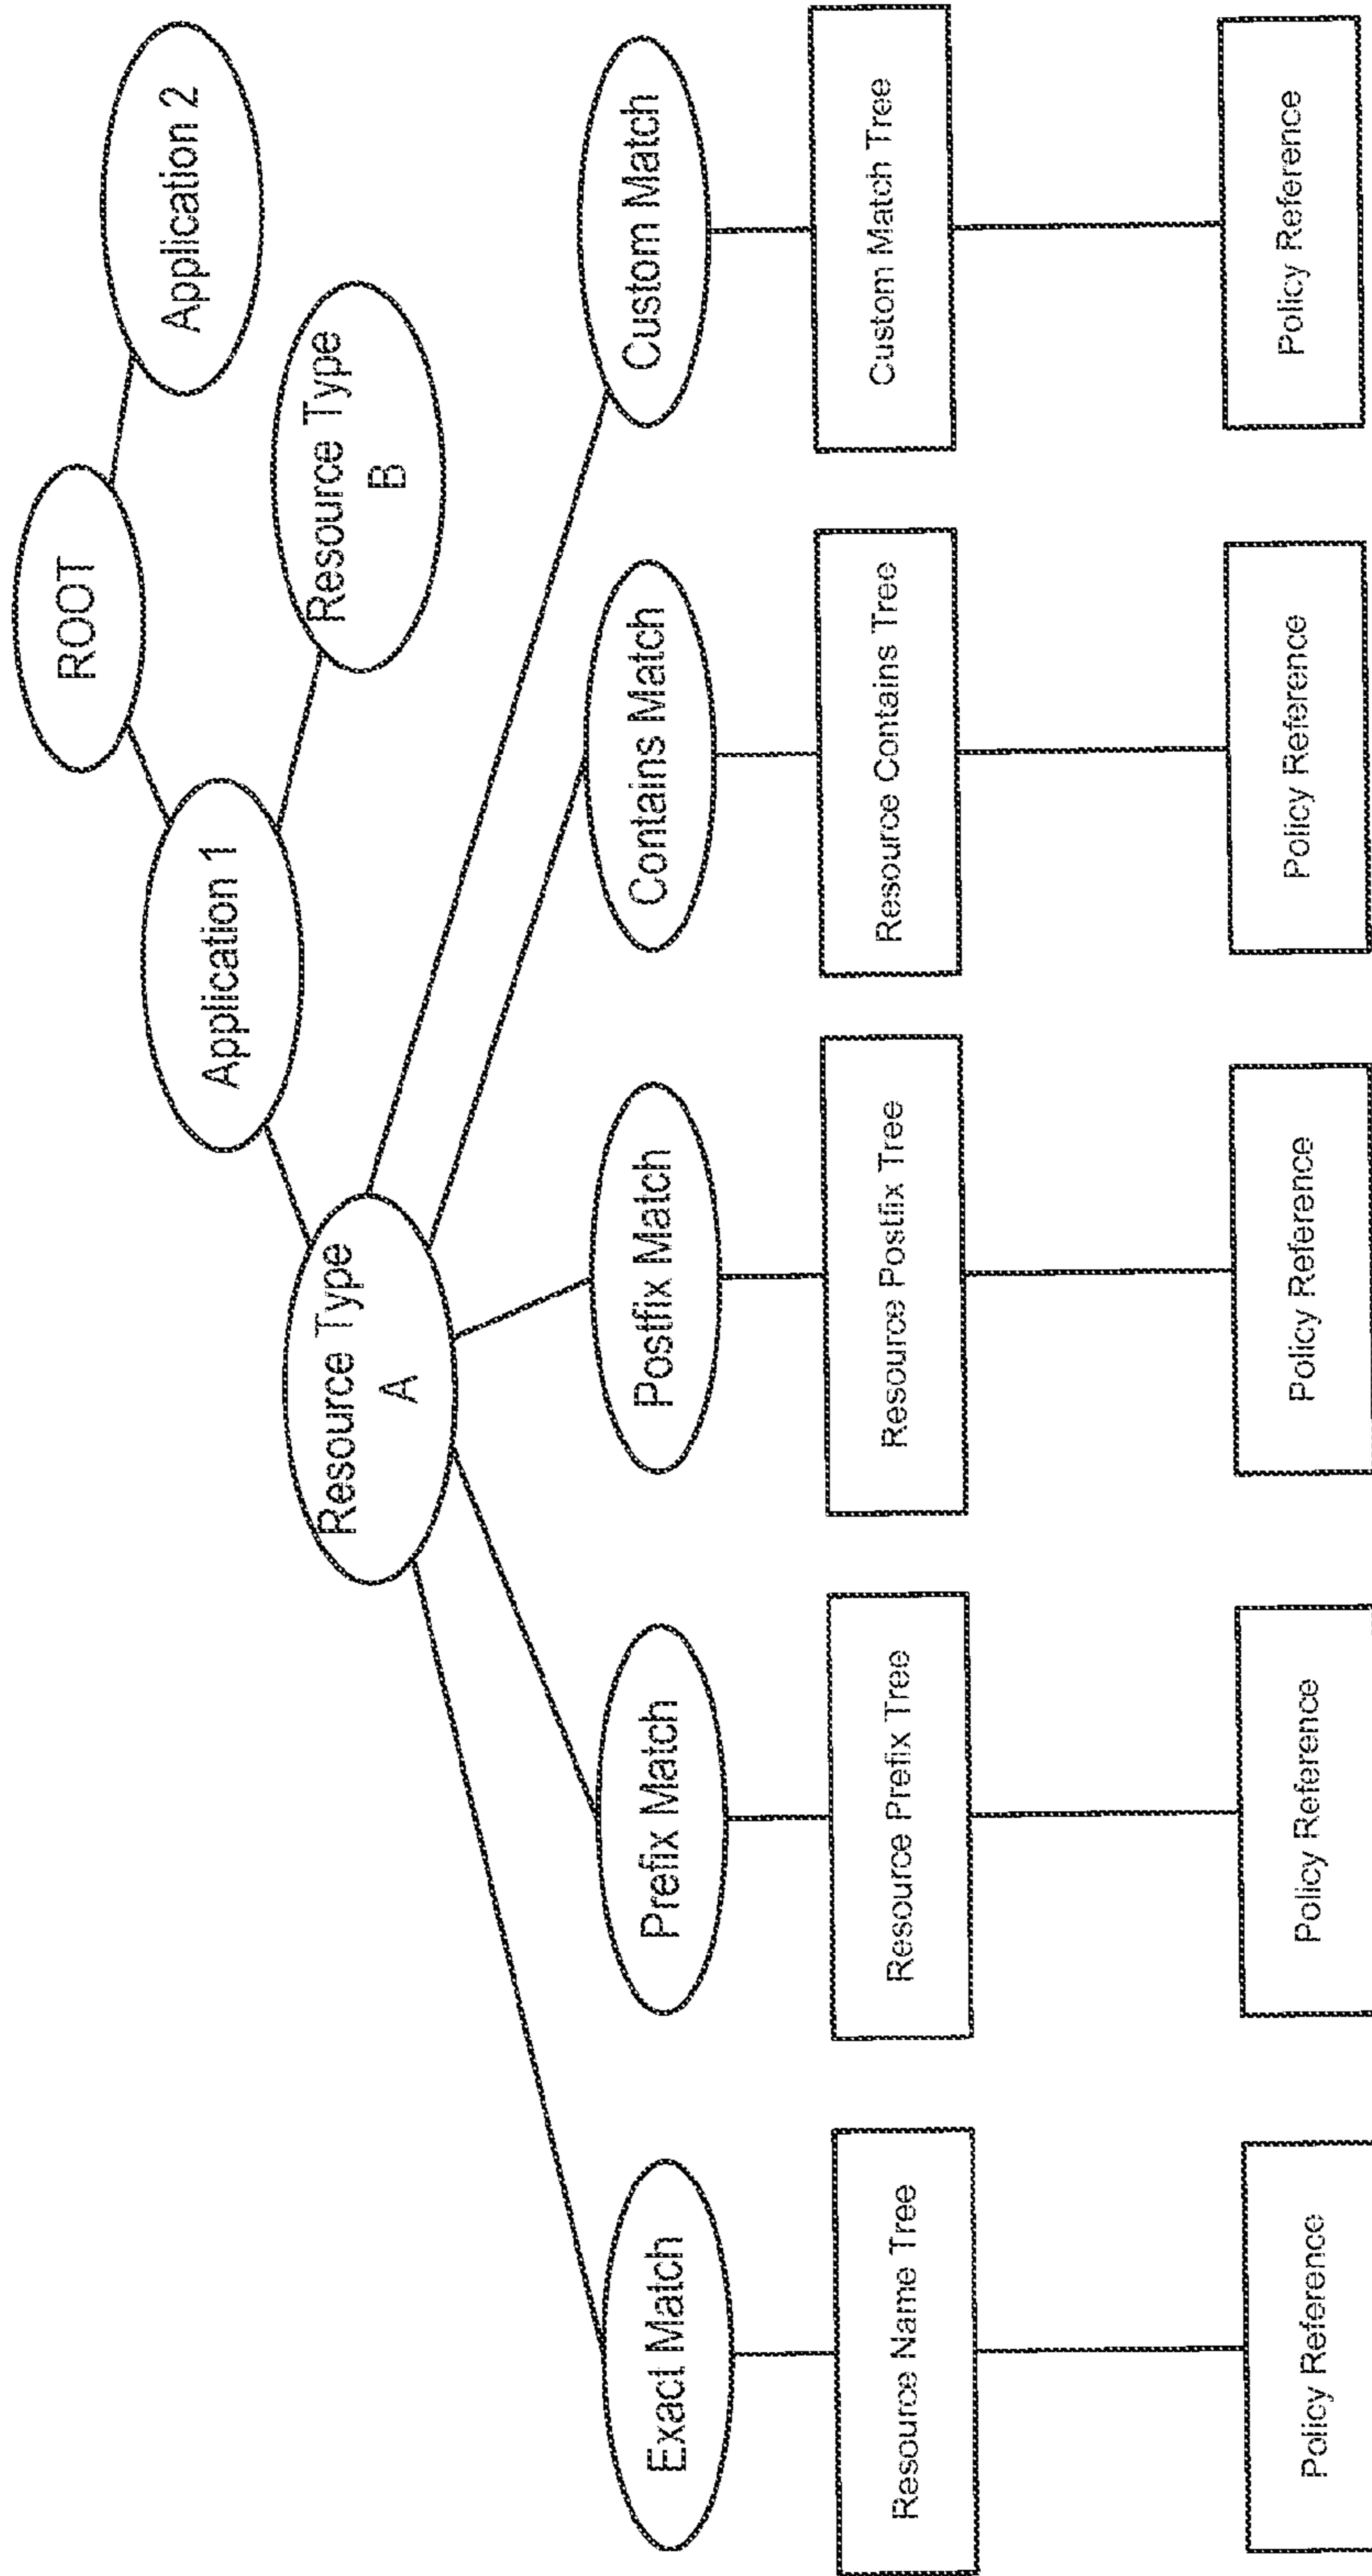 ROOT
Application 1
Application 2
Resource Type
A
Resource Type
B
Exact Match
Prefix Match
Postfix Match
Contains Match
Custom Match
Resource Name Tree
Resource Prefix Tree
Resource Postfix Tree
Resource Contains Tree
Custom Match Tree
Policy Reference
Policy Reference
Policy Reference
Policy Reference
Policy Reference